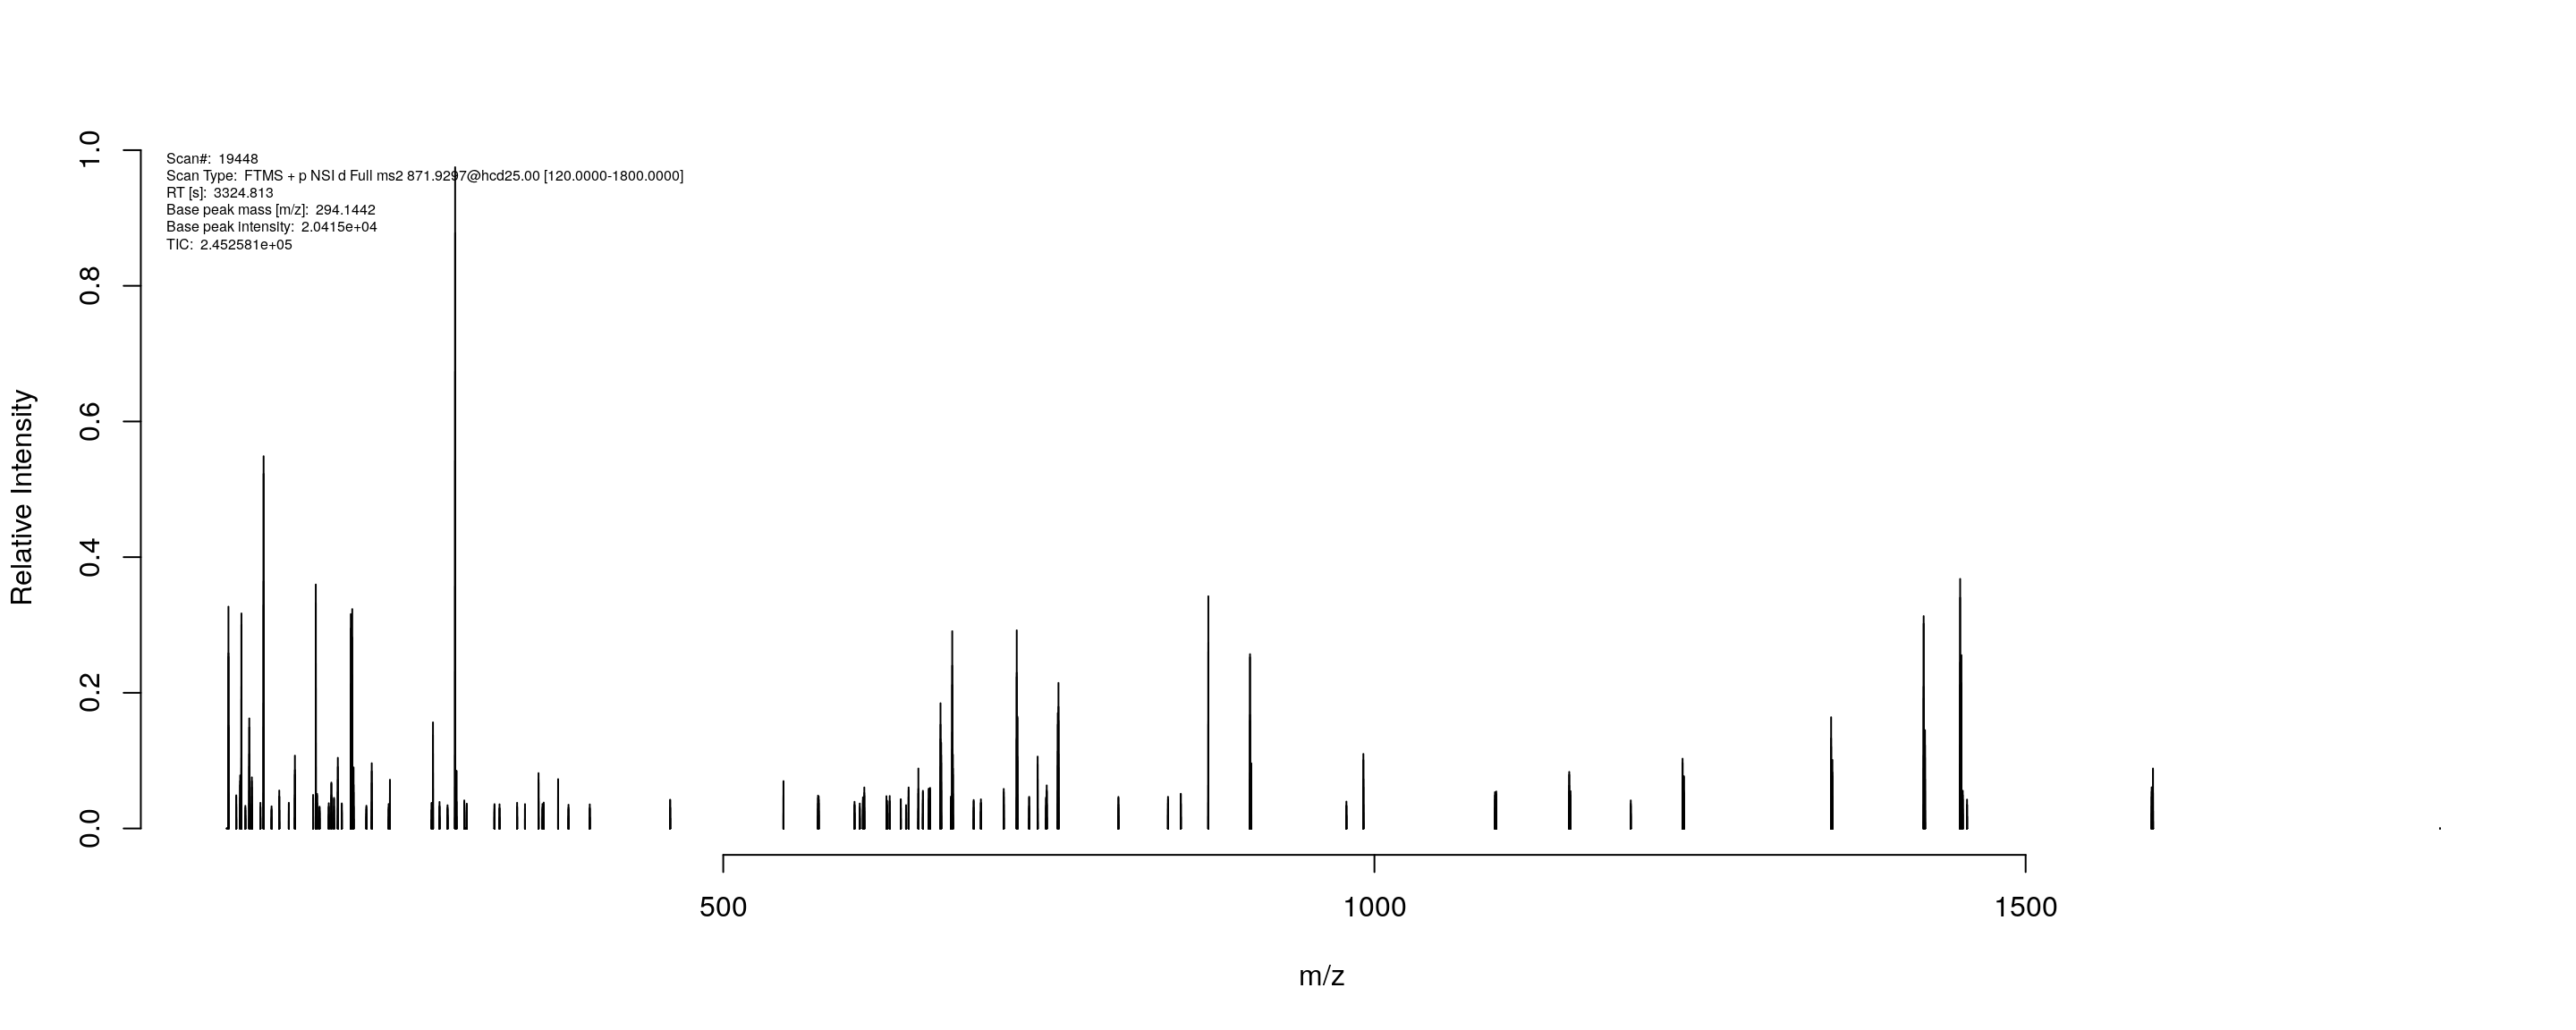 Scan#: 19448
Scan Type: FTMS + p NSI d Full ms2 871.9297@hcd25.00 [120.0000-1800.0000]
RT [s]: 3324.813
Base peak mass [m/z]: 294.1442
Base peak intensity: 2.0415e+04
TIC: 2.452581e+05
1.0
0.8
0.6
0.4
0.2
0.0
Relative Intensity
500 1000 1500
m/z